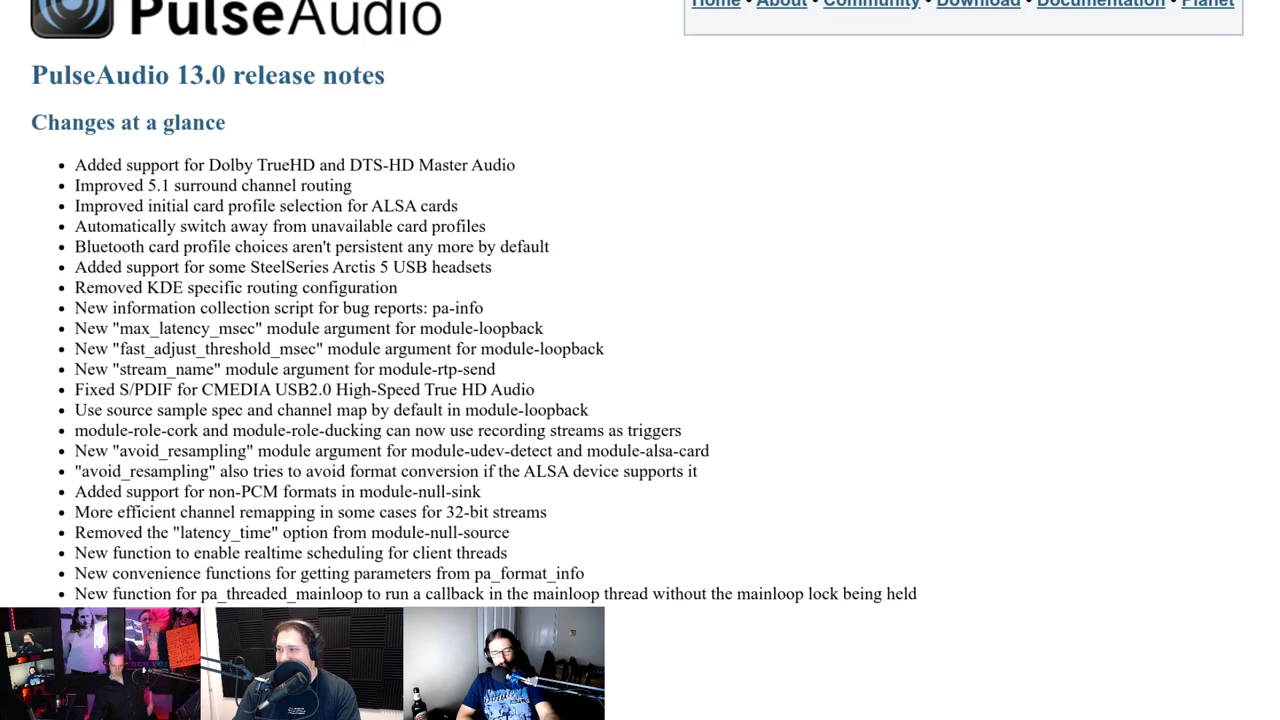 PulseAudio
Home • About • Community • Download • Documentation • Planet
PulseAudio 13.0 release notes
Changes at a glance
• Added support for Dolby TrueHD and DTS-HD Master Audio
• Improved 5.1 surround channel routing
• Improved initial card profile selection for ALSA cards
• Automatically switch away from unavailable card profiles
• Bluetooth card profile choices aren't persistent any more by default
• Added support for some SteelSeries Arctis 5 USB headsets
• Removed KDE specific routing configuration
• New information collection script for bug reports: pa-info
• New "max_latency_msec" module argument for module-loopback
• New "fast_adjust_threshold_msec" module argument for module-loopback
• New "stream_name" module argument for module-rtp-send
• Fixed S/PDIF for CMEDIA USB2.0 High-Speed True HD Audio
• Use source sample spec and channel map by default in module-loopback
• module-role-cork and module-role-ducking can now use recording streams as triggers
• New "avoid_resampling" module argument for module-udev-detect and module-alsa-card
• "avoid_resampling" also tries to avoid format conversion if the ALSA device supports it
• Added support for non-PCM formats in module-null-sink
• More efficient channel remapping in some cases for 32-bit streams
• Removed the "latency_time" option from module-null-source
• New function to enable realtime scheduling for client threads
• New convenience functions for getting parameters from pa_format_info
• New function for pa_threaded_mainloop to run a callback in the mainloop thread without the mainloop lock being held